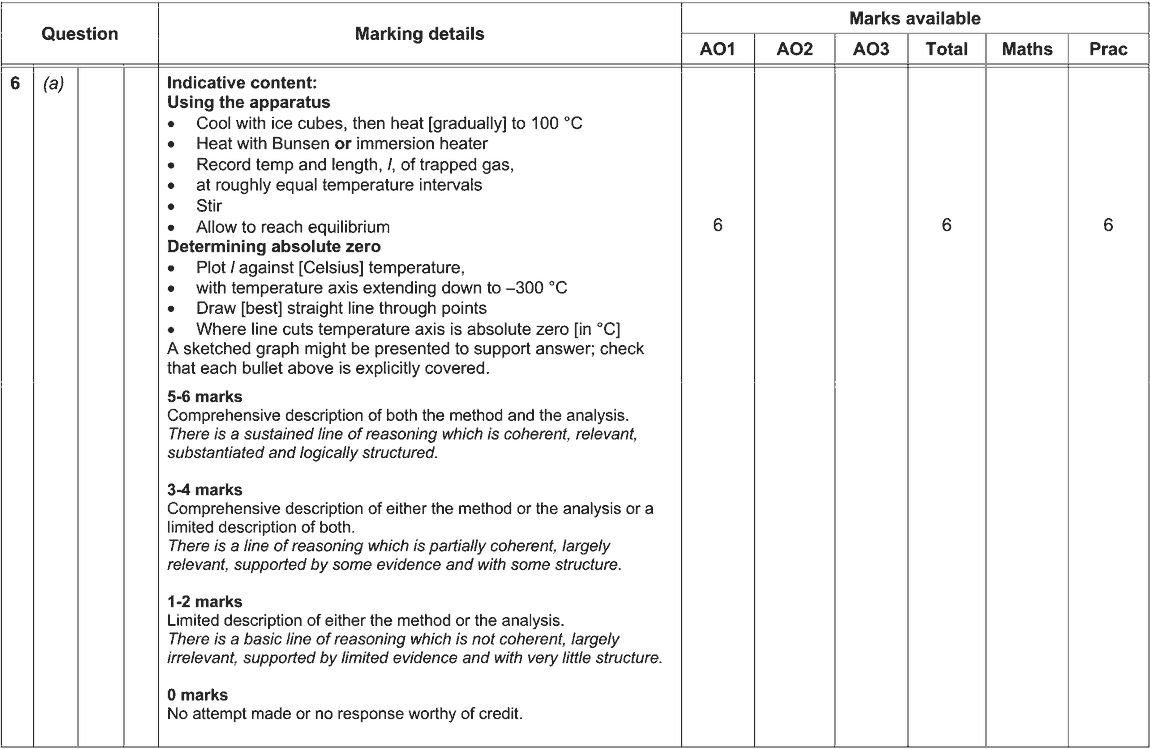 Question
Marking details
Marks available
AO1 AO2 AO3 Total Maths Prac
6 (a) Indicative content:
Using the apparatus
• Cool with ice cubes, then heat [gradually] to 100 °C
• Heat with Bunsen or immersion heater
• Record temp and length, l, of trapped gas,
• at roughly equal temperature intervals
• Stir
• Allow to reach equilibrium
6 6 6
Determining absolute zero
• Plot l against [Celsius] temperature,
• with temperature axis extending down to –300 °C
• Draw [best] straight line through points
• Where line cuts temperature axis is absolute zero [in °C]
A sketched graph might be presented to support answer; check
that each bullet above is explicitly covered.
5-6 marks
Comprehensive description of both the method and the analysis.
There is a sustained line of reasoning which is coherent, relevant,
substantiated and logically structured.
3-4 marks
Comprehensive description of either the method or the analysis or a
limited description of both.
There is a line of reasoning which is partially coherent, largely
relevant, supported by some evidence and with some structure.
1-2 marks
Limited description of either the method or the analysis.
There is a basic line of reasoning which is not coherent, largely
irrelevant, supported by limited evidence and with very little structure.
0 marks
No attempt made or no response worthy of credit.